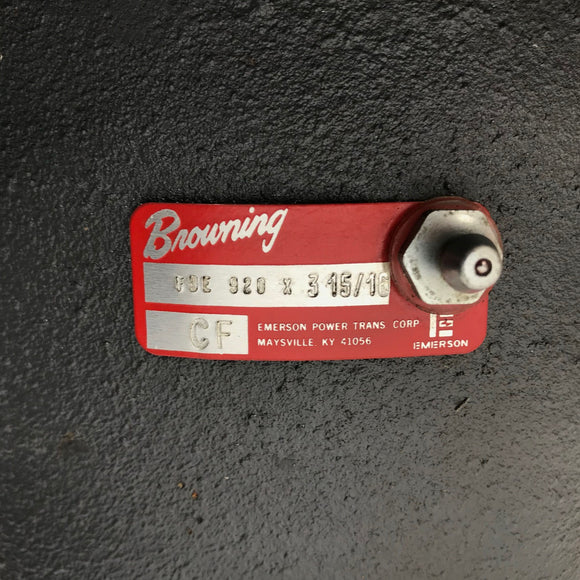 Browning
FBE 920 X 3 15/16
CF
EMERSON POWER TRANS. CORP
MAYSVILLE, KY 41056
EMERSON